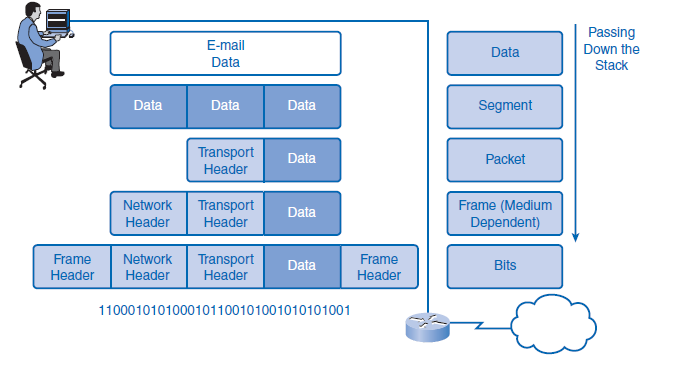 E-mail
Data
Data
Data
Data
Transport
Header
Data
Network
Header
Transport
Header
Data
Frame
Header
Network
Header
Transport
Header
Data
Frame
Header
1100010101000101100101001010101001
Data
Segment
Packet
Frame (Medium
Dependent)
Bits
Passing
Down the
Stack